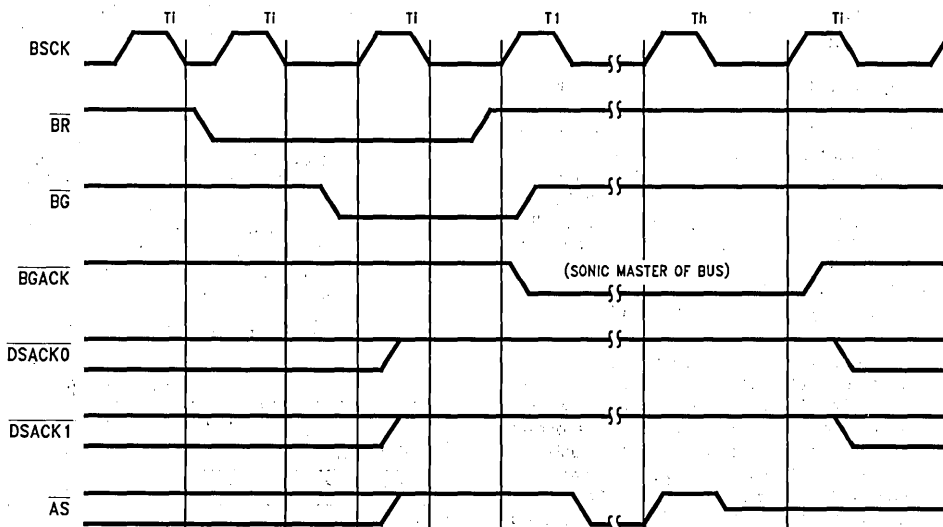 Ti Ti Ti T1 Th Ti
BSCK
BR
BG
BGACK
(SONIC MASTER OF BUS)
DSACK0
DSACK1
AS